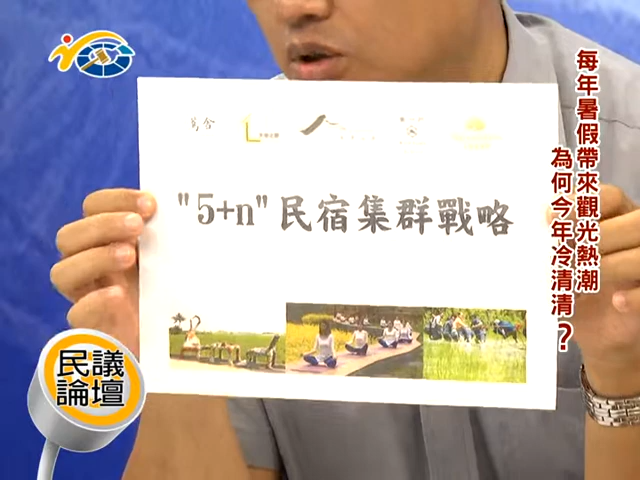 "5+n"民宿集群戰略
每年暑假帶來觀光熱潮
為何今年冷清清？
民議
論壇